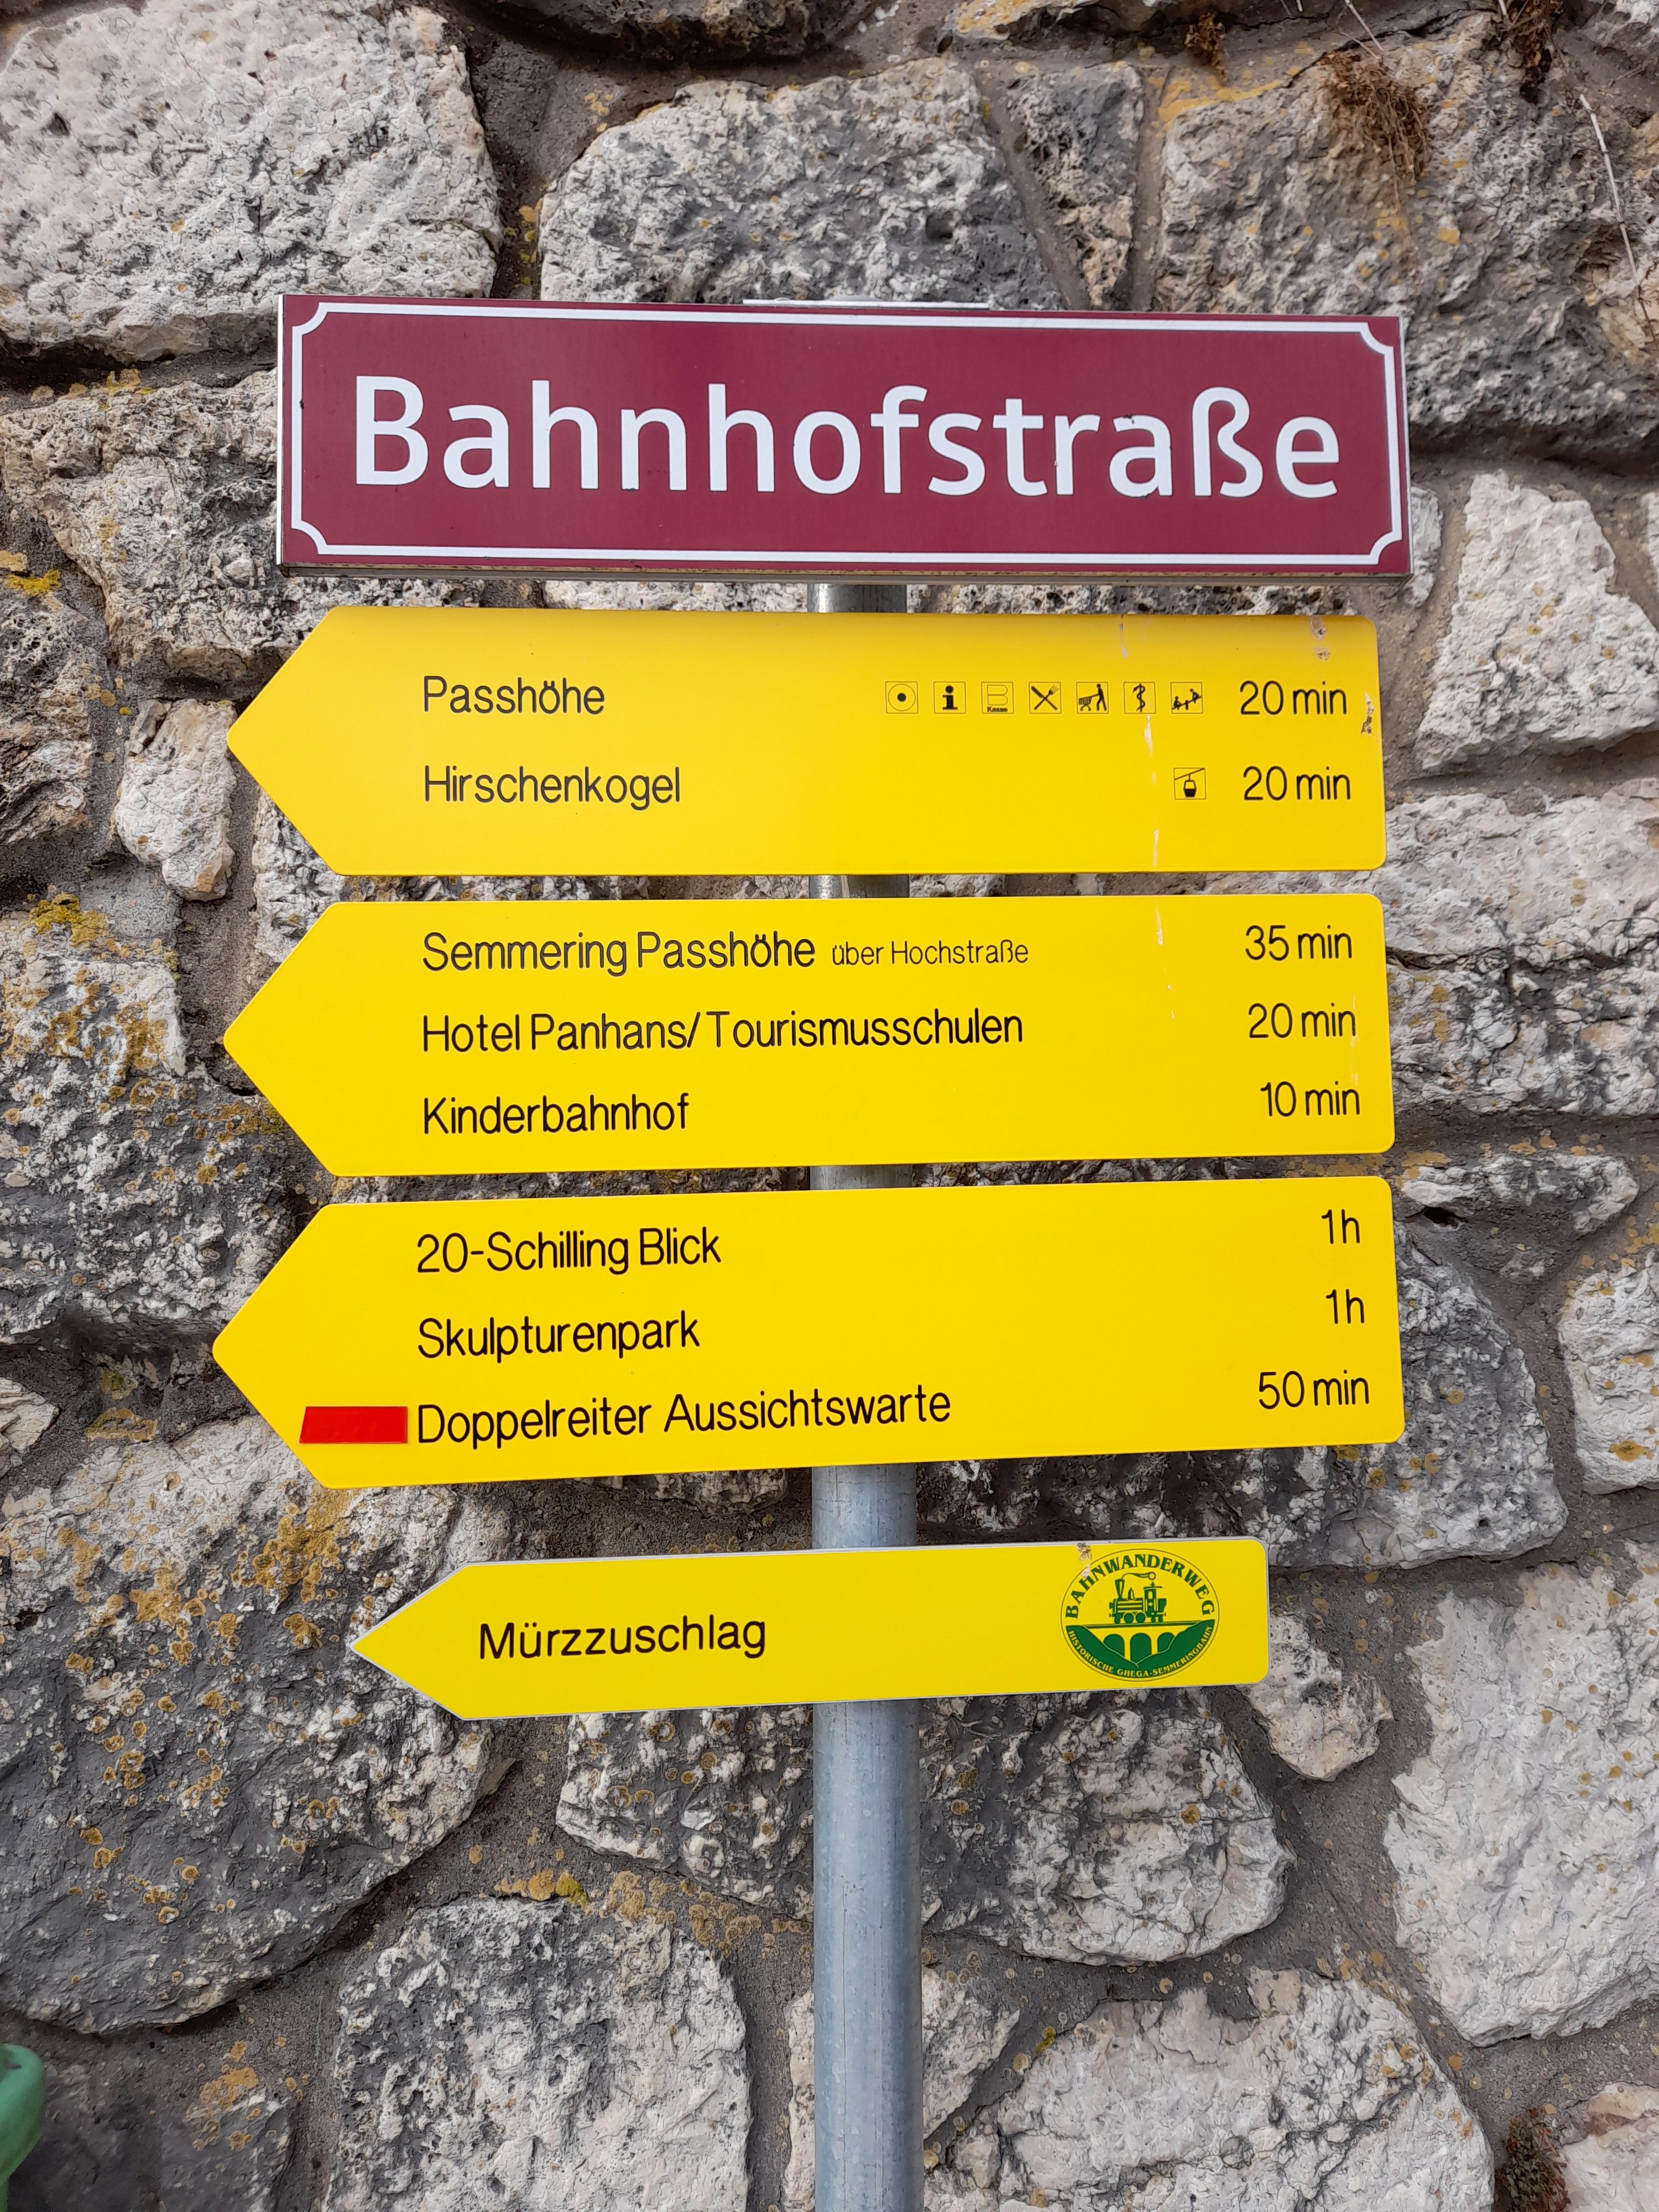 Bahnhofstraße
Passhöhe 20 min
Hirschenkogel 20 min
Semmering Passhöhe über Hochstraße 35 min
Hotel Panhans/Tourismusschulen 20 min
Kinderbahnhof 10 min
20-Schilling Blick 1h
Skulpturenpark 1h
Doppelreiter Aussichtswarte 50 min
Mürzzuschlag
BAHNWANDERWEG
HISTORISCHE GHEGA-SEMMERINGBAHN